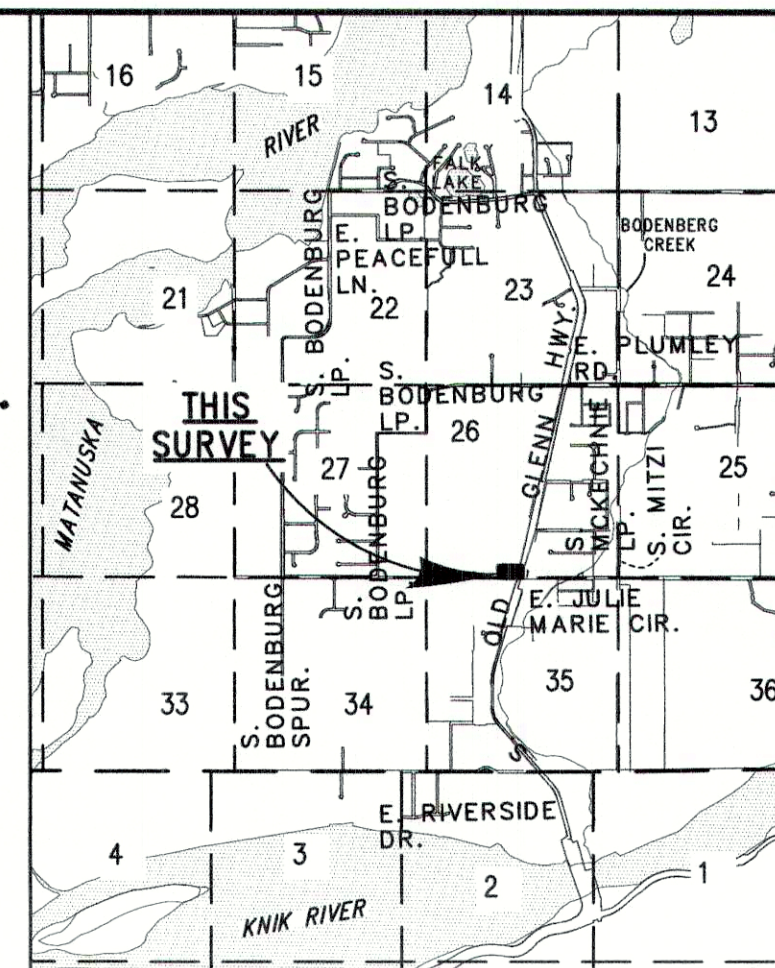 16
15
14
13
RIVER
FALK
LAKE
S.
BODENBURG
LP.
S. BODENBURG
LP.
E.
PEACEFULL
LN.
BODENBERG
CREEK
21
22
23
24
E. PLUMLEY
RD.
S.
BODENBURG
LP.
THIS
SURVEY
MATANUSKA
28
27
26
25
S. BODENBURG
LP.
S. OLD GLENN HWY.
S. MCKECHNIE
LP.
S. MITZI
CIR.
E. JULIE
MARIE CIR.
S.
BODENBURG
SPUR.
33
34
35
36
E. RIVERSIDE
DR.
4
3
2
1
KNIK RIVER